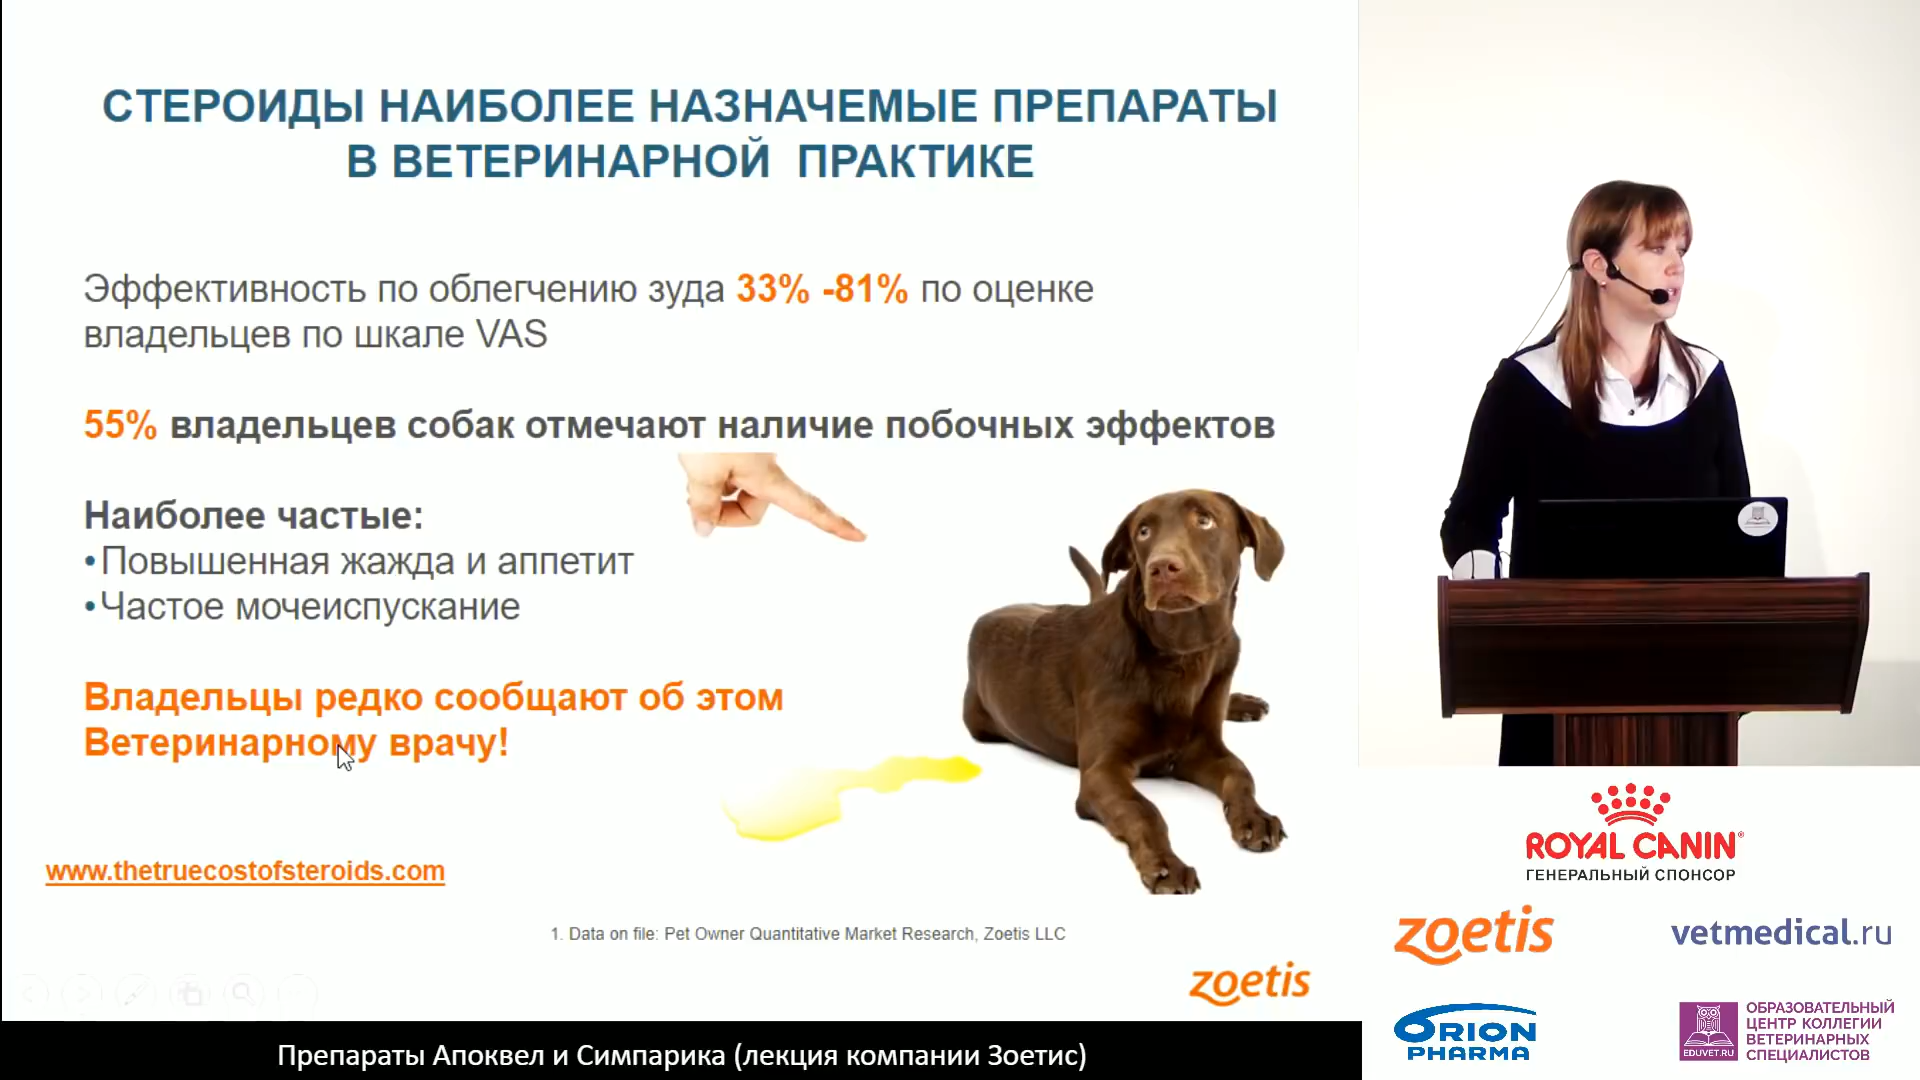 СТЕРОИДЫ НАИБОЛЕЕ НАЗНАЧЕМЫЕ ПРЕПАРАТЫ
В ВЕТЕРИНАРНОЙ ПРАКТИКЕ
Эффективность по облегчению зуда 33% -81% по оценке
владельцев по шкале VAS
55% владельцев собак отмечают наличие побочных эффектов
Наиболее частые:
•Повышенная жажда и аппетит
•Частое мочеиспускание
Владельцы редко сообщают об этом
Ветеринарному врачу!
www.thetruecostofsteroids.com
1. Data on file: Pet Owner Quantitative Market Research, Zoetis LLC
zoetis
Препараты Апоквел и Симпарика (лекция компании Зоетис)
ROYAL CANIN®
ГЕНЕРАЛЬНЫЙ СПОНСОР
zoetis
vetmedical.ru
ORION
PHARMA
EDUVET.RU
ОБРАЗОВАТЕЛЬНЫЙ
ЦЕНТР КОЛЛЕГИИ
ВЕТЕРИНАРНЫХ
СПЕЦИАЛИСТОВ